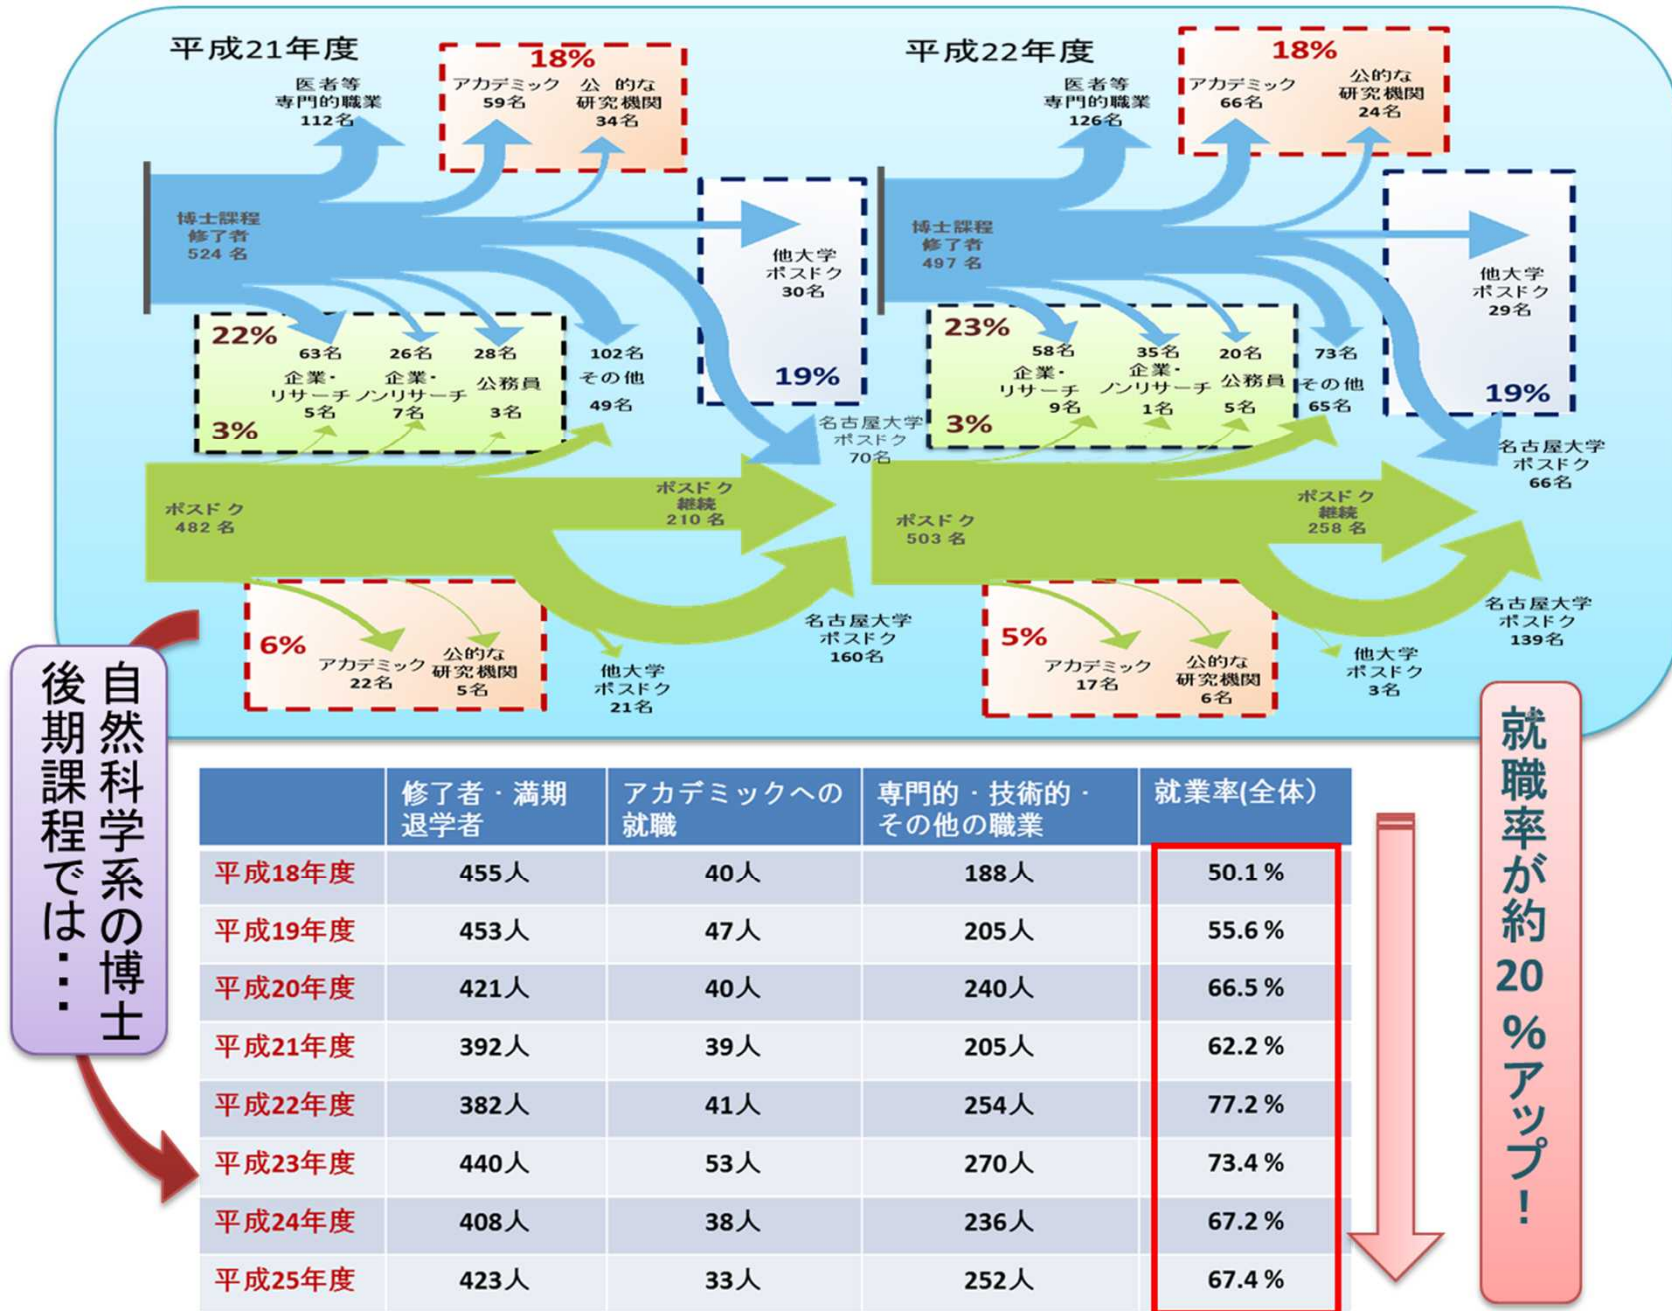 平成21年度
医者等
専門的職業
112名
18%
アカデミック
59名
公的な
研究機関
34名
博士課程
修了者
524 名
他大学
ポスドク
30名
19%
22%
63名
26名
28名
102名
企業・
リサーチ
5名
企業・
ノンリサーチ
7名
公務員
3名
その他
49名
3%
名古屋大学
ポスドク
70名
ポスドク
482 名
ポスドク
継続
210 名
6%
アカデミック
22名
公的な
研究機関
5名
他大学
ポスドク
21名
名古屋大学
ポスドク
160名
平成22年度
医者等
専門的職業
126名
18%
アカデミック
66名
公的な
研究機関
24名
博士課程
修了者
497 名
他大学
ポスドク
29名
19%
23%
58名
35名
20名
73名
企業・
リサーチ
9名
企業・
ノンリサーチ
1名
公務員
5名
その他
65名
3%
名古屋大学
ポスドク
66名
ポスドク
503 名
ポスドク
継続
258 名
5%
アカデミック
17名
公的な
研究機関
6名
他大学
ポスドク
3名
名古屋大学
ポスドク
139名
自然科学系の博士
後期課程では・・・
修了者・満期
退学者
アカデミックへの
就職
専門的・技術的・
その他の職業
就業率(全体)
平成18年度 455人 40人 188人 50.1 %
平成19年度 453人 47人 205人 55.6 %
平成20年度 421人 40人 240人 66.5 %
平成21年度 392人 39人 205人 62.2 %
平成22年度 382人 41人 254人 77.2 %
平成23年度 440人 53人 270人 73.4 %
平成24年度 408人 38人 236人 67.2 %
平成25年度 423人 33人 252人 67.4 %
就職率が約20%アップ！